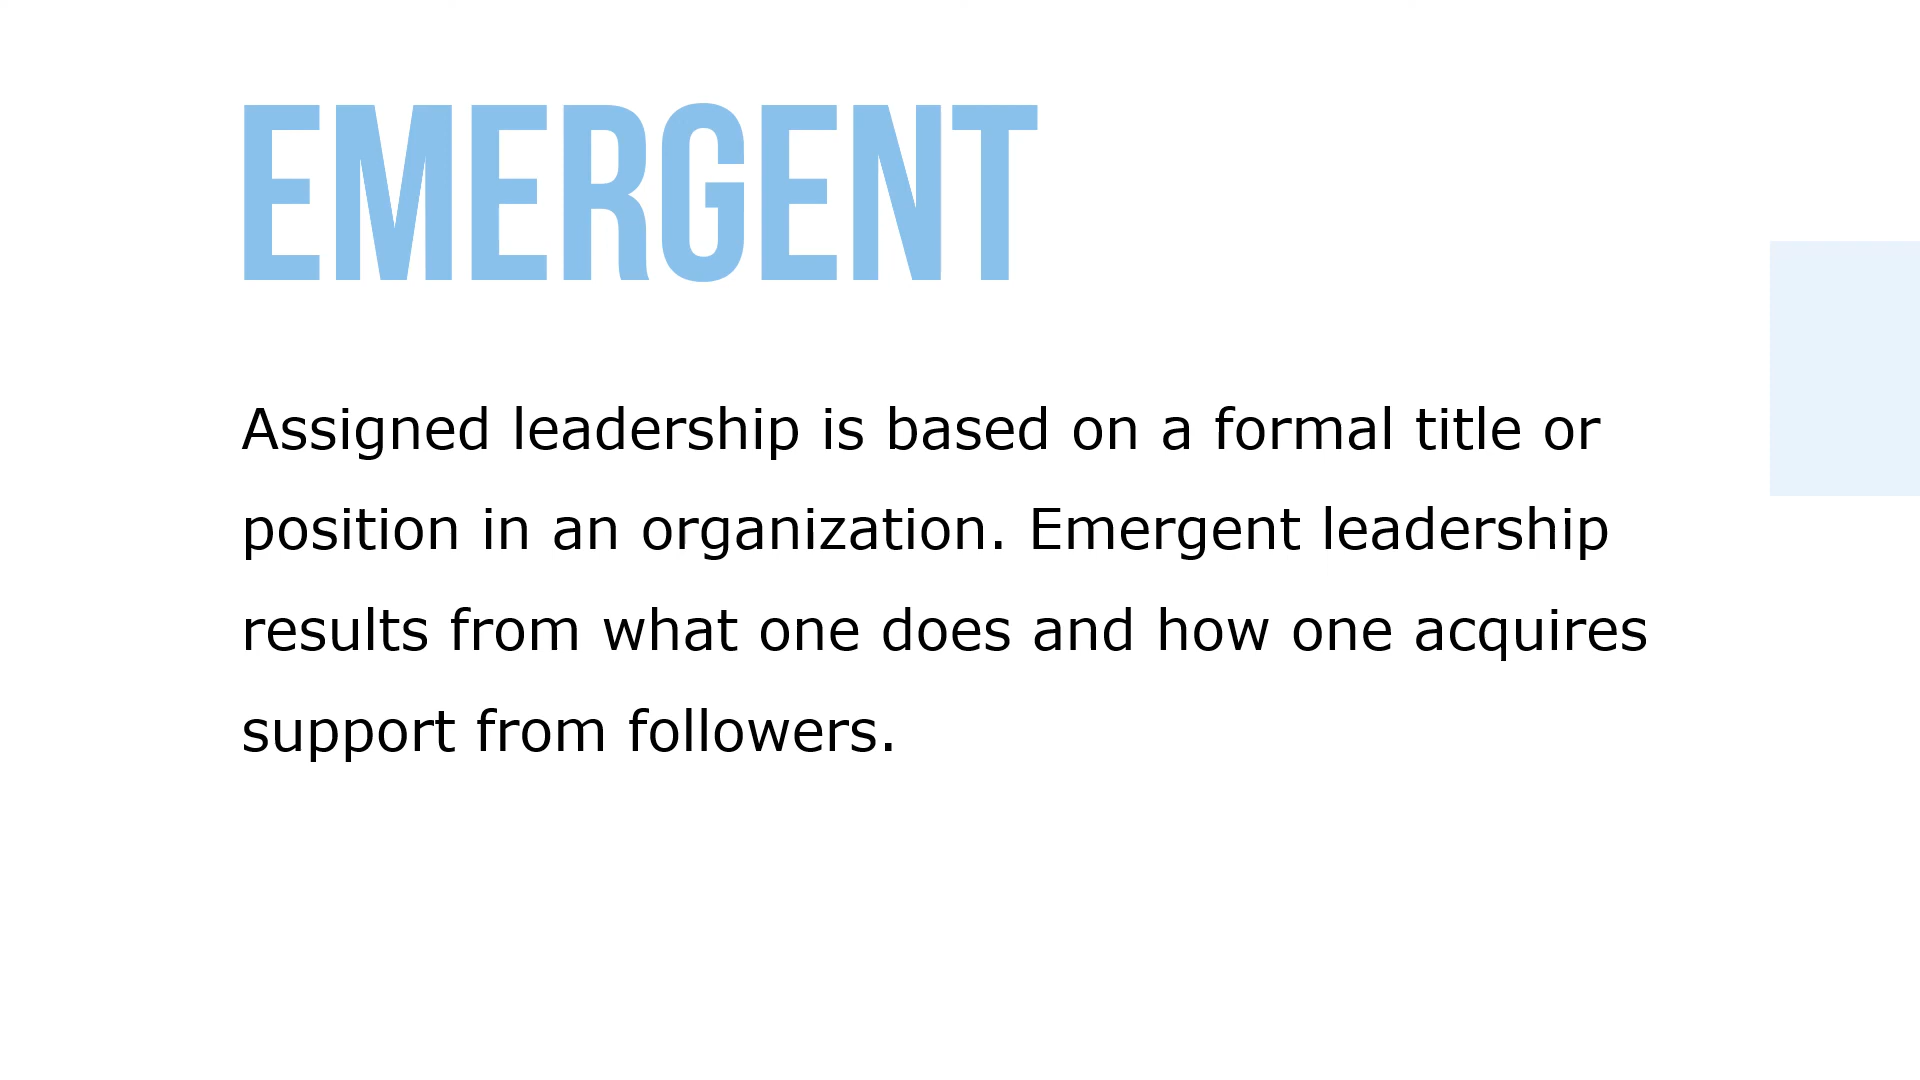 EMERGENT
Assigned leadership is based on a formal title or
position in an organization. Emergent leadership
results from what one does and how one acquires
support from followers.